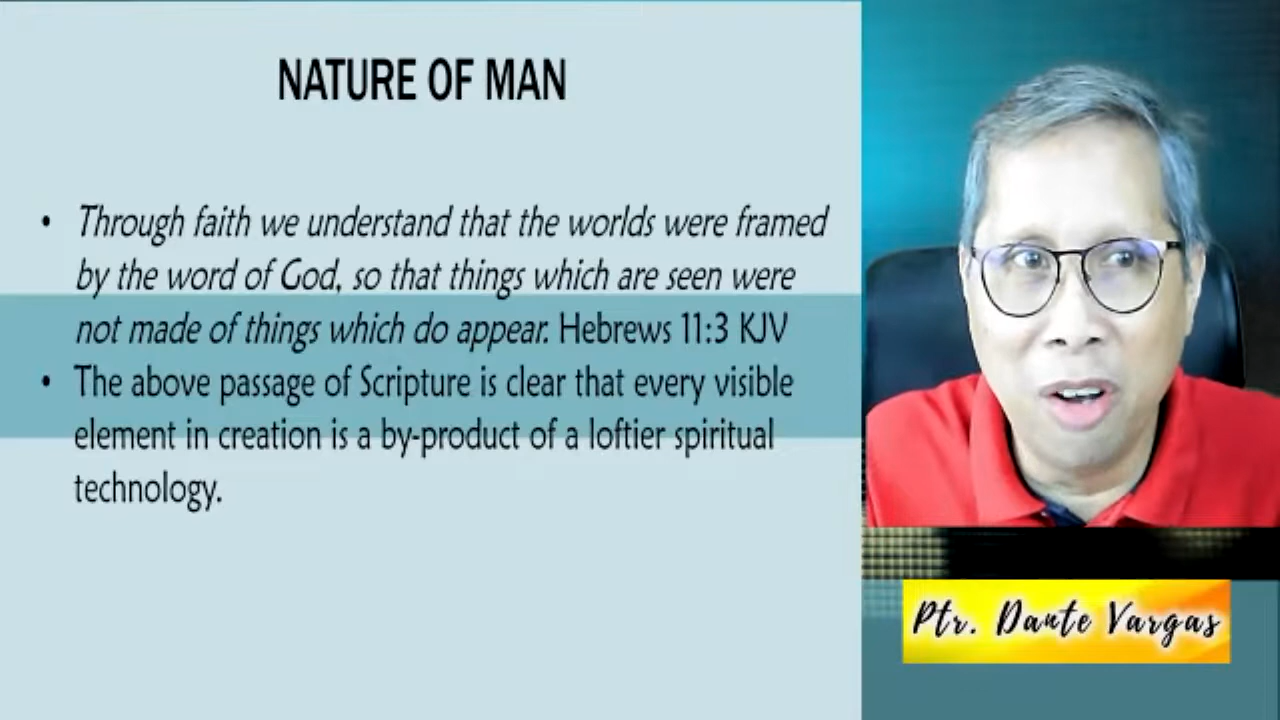 NATURE OF MAN
• Through faith we understand that the worlds were framed
by the word of God, so that things which are seen were
not made of things which do appear. Hebrews 11:3 KJV
• The above passage of Scripture is clear that every visible
element in creation is a by-product of a loftier spiritual
technology.
Ptr. Dante Vargas